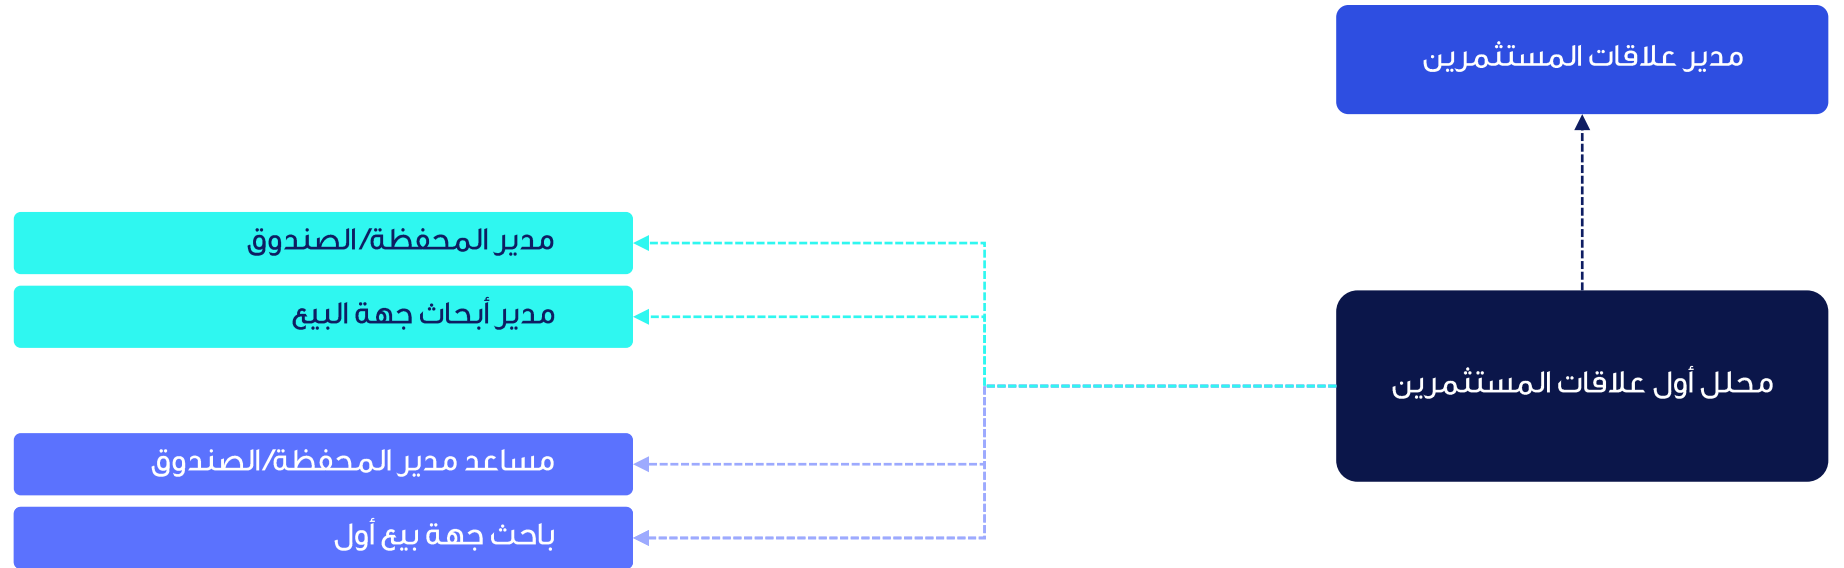 مدير علاقات المستثمرين
محلل أول علاقات المستثمرين
مدير المحفظة/الصندوق
مدير أبحاث جهة البيع
مساعد مدير المحفظة/الصندوق
باحث جهة بيع أول